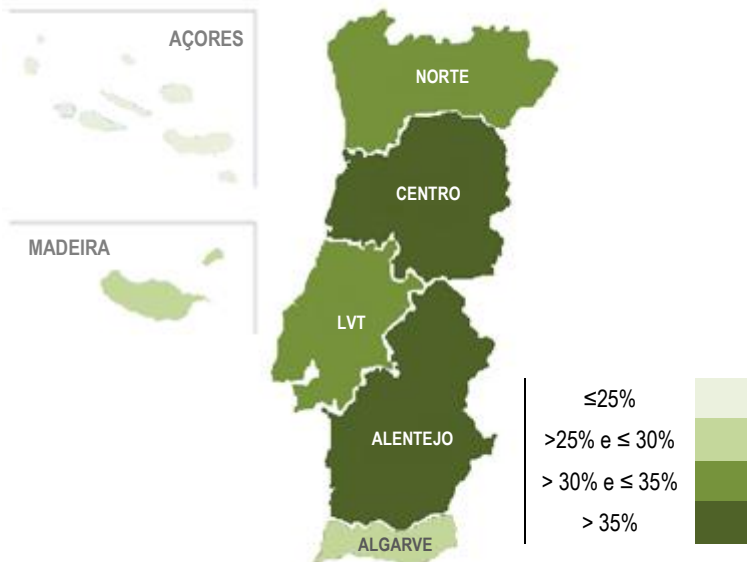 AÇORES
NORTE
CENTRO
MADEIRA
LVT
ALENTEJO
ALGARVE
≤25%
>25% e ≤ 30%
> 30% e ≤ 35%
> 35%